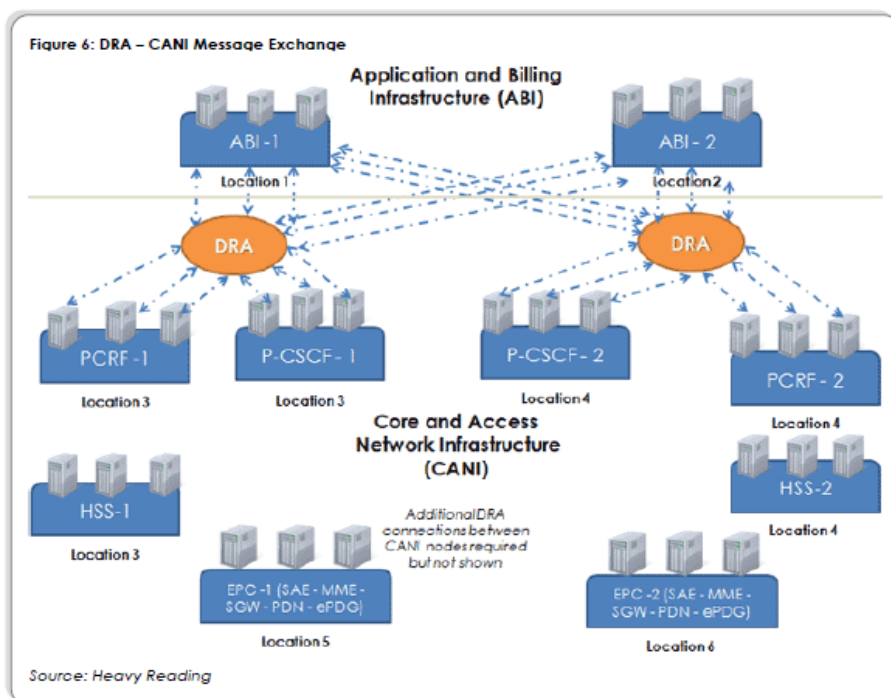 Figure 6: DRA – CANI Message Exchange
Application and Billing
Infrastructure (ABI)
ABI -1
ABI - 2
Location 1
Location 2
DRA
DRA
PCRF -1
P-CSCF- 1
P-CSCF- 2
PCRF - 2
Location 3
Location 3
Location 4
Location 4
Core and Access
Network Infrastructure
(CANI)
HSS-1
HSS-2
Location 3
Location 4
Additional DRA
connections between
CANI nodes required
but not shown
EPC -1 (SAE - MME -
SGW - PDN - ePDG)
EPC -2 (SAE - MME -
SGW - PDN - ePDG)
Location 5
Location 6
Source: Heavy Reading